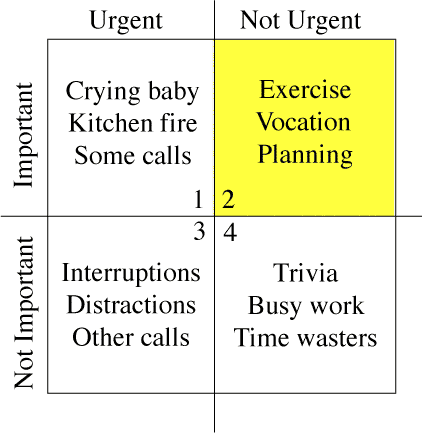 Urgent Not Urgent
Important
Crying baby
Kitchen fire
Some calls
1
Exercise
Vocation
Planning
2
Not Important
3
Interruptions
Distractions
Other calls
4
Trivia
Busy work
Time wasters